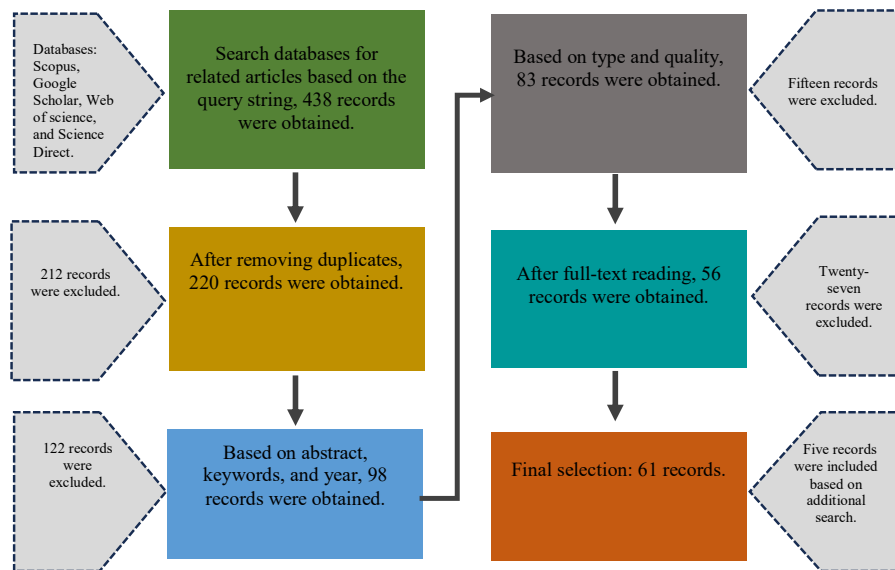 Databases:
Scopus,
Google
Scholar, Web
of science,
and Science
Direct.
Search databases for
related articles based on the
query string, 438 records
were obtained.
212 records
were excluded.
After removing duplicates,
220 records were obtained.
122 records
were
excluded.
Based on abstract,
keywords, and year, 98
records were obtained.
Based on type and quality,
83 records were obtained.
Fifteen records
were excluded.
After full-text reading, 56
records were obtained.
Twenty-
seven
records were
excluded.
Final selection: 61 records.
Five records
were included
based on
additional
search.